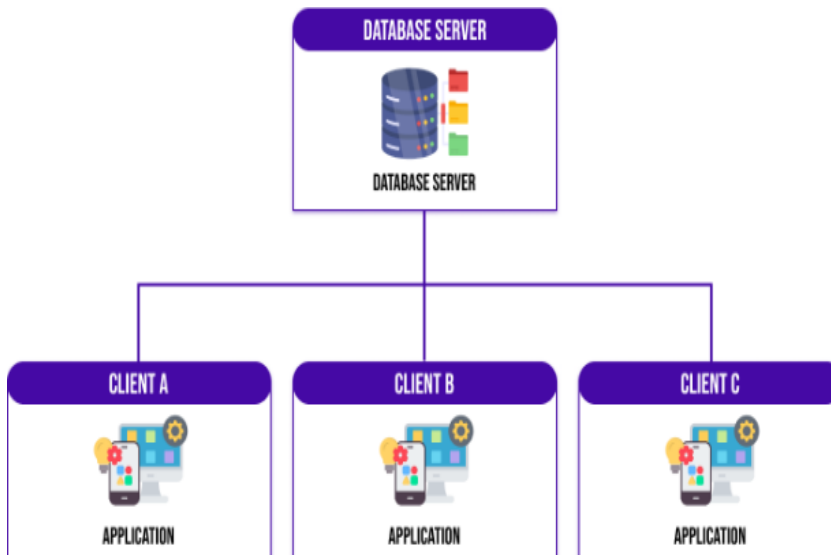 DATABASE SERVER
DATABASE SERVER
CLIENT A
CLIENT B
CLIENT C
APPLICATION
APPLICATION
APPLICATION